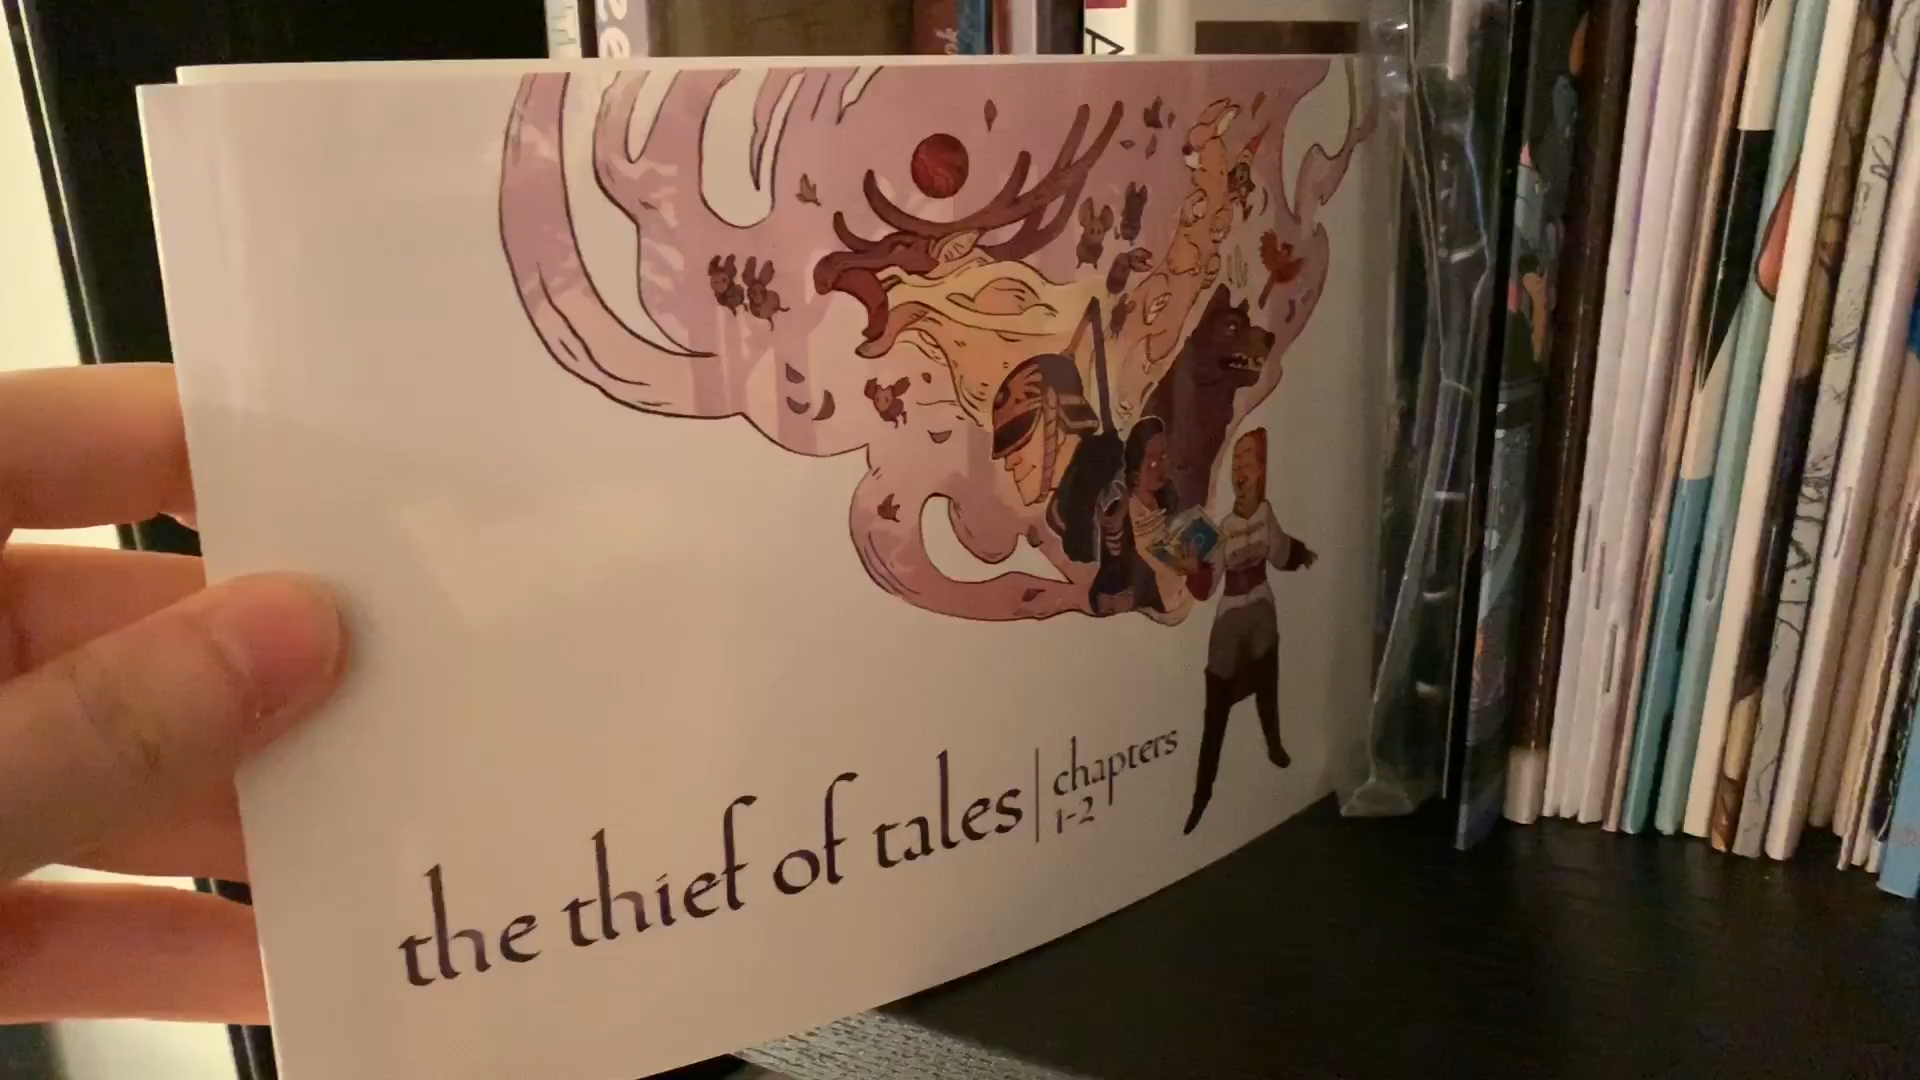 the thief of tales
chapters
1-2